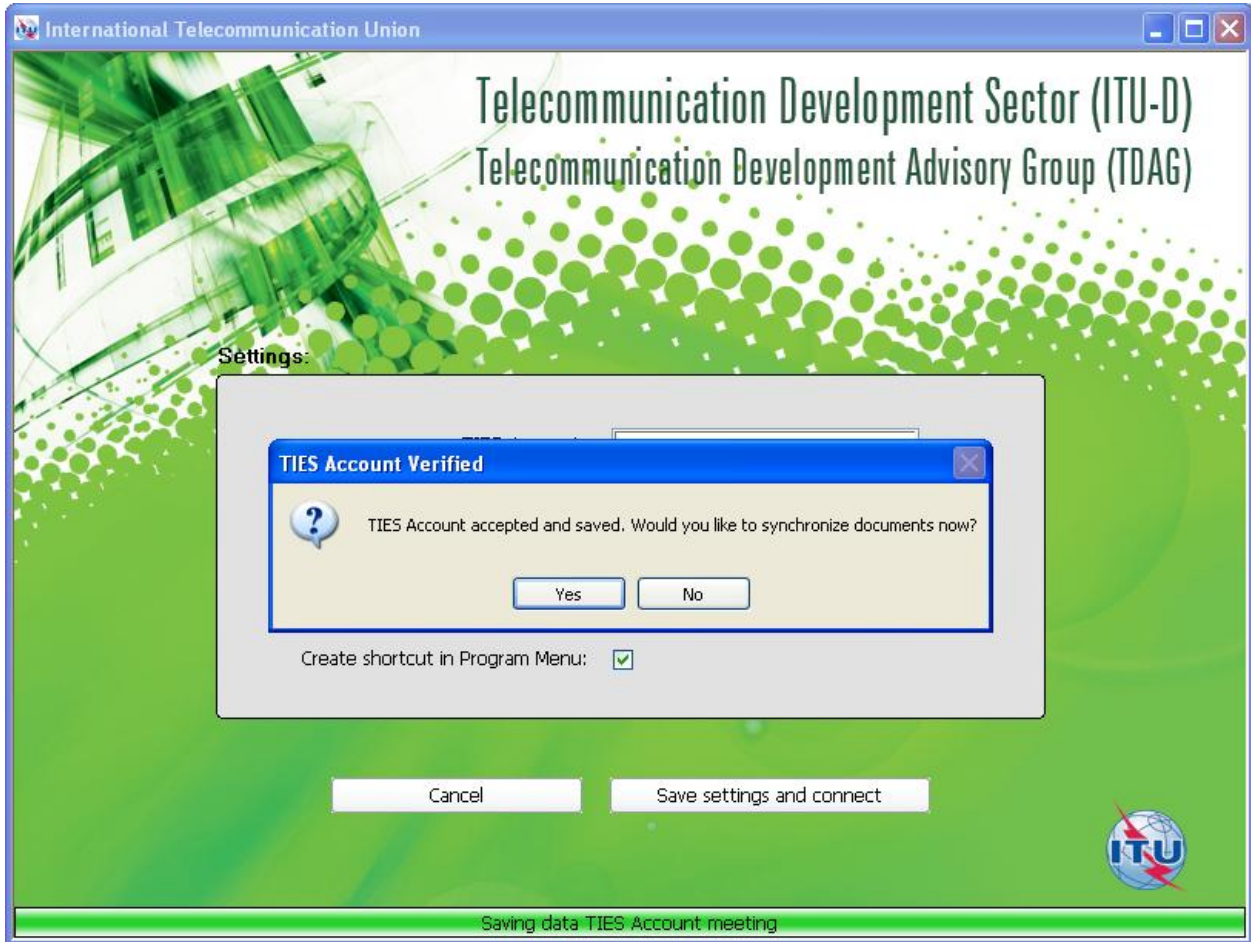 International Telecommunication Union
Telecommunication Development Sector (ITU-D)
Telecommunication Development Advisory Group (TDAG)
Settings:
TIES Account Verified
TIES Account accepted and saved. Would you like to synchronize documents now?
Yes No
Create shortcut in Program Menu:
Cancel Save settings and connect
ITU
Saving data TIES Account meeting